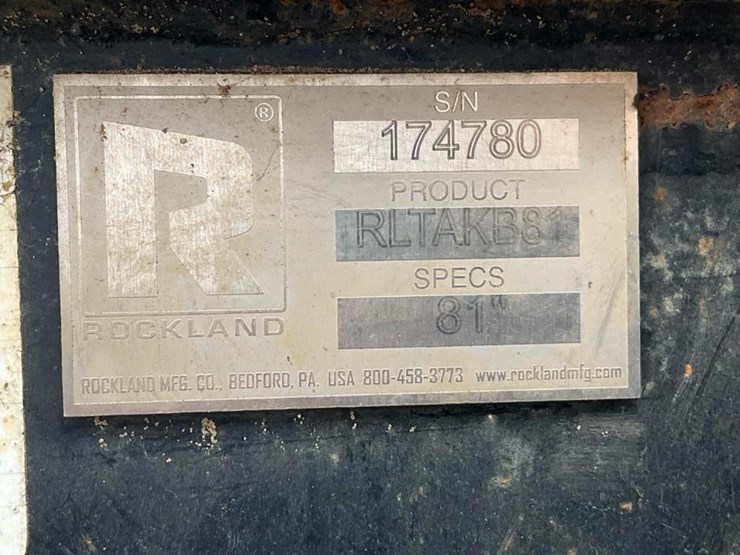 R
®
ROCKLAND
S/N
174780
PRODUCT
RLTAKB81
SPECS
81"
ROCKLAND MFG. CO., BEDFORD, PA. USA 800-458-3773 www.rocklandmfg.com